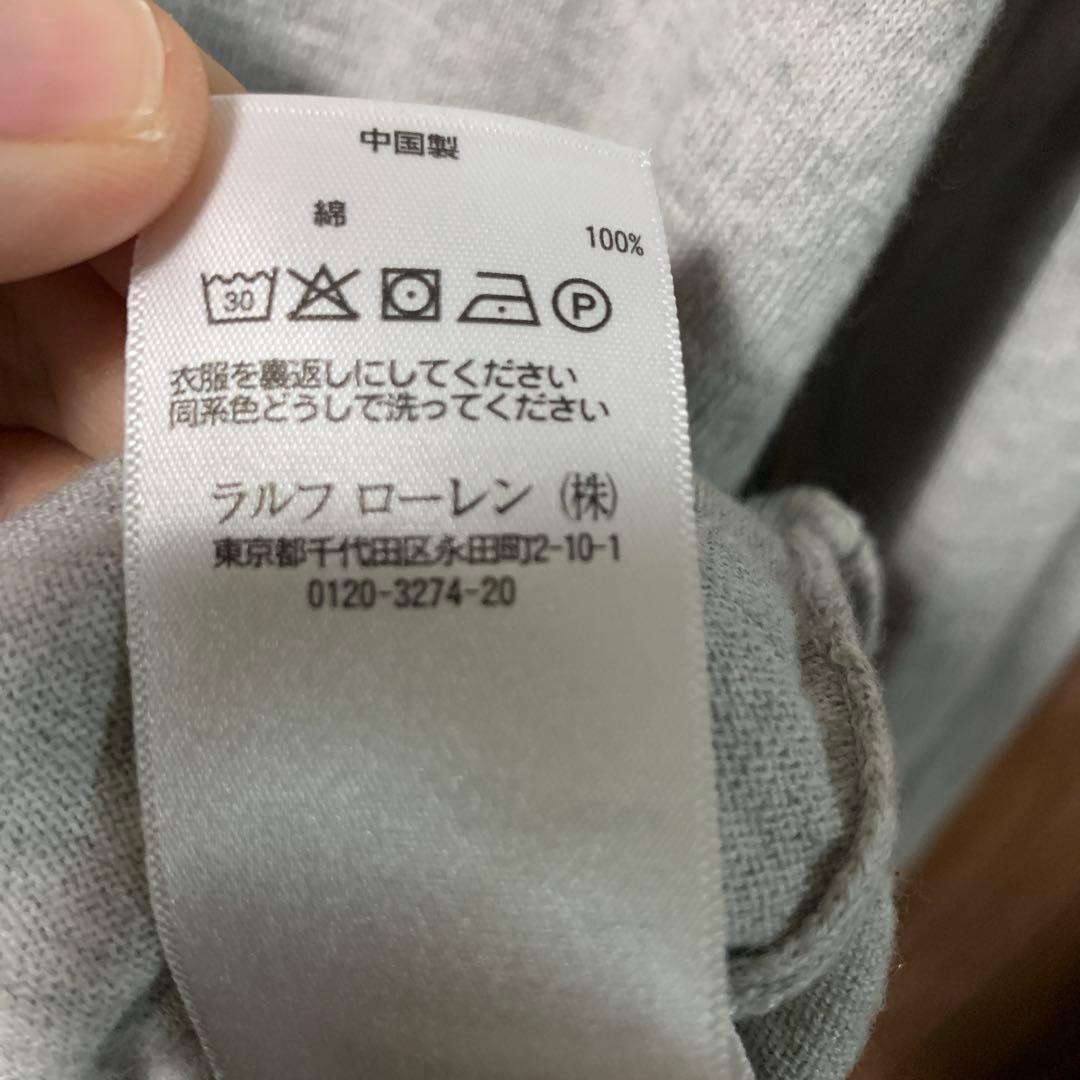 中国製
綿
100%
30 P
衣服を裏返しにしてください
同系色どうしで洗ってください
ラルフ ローレン (株)
東京都千代田区永田町2-10-1
0120-3274-20